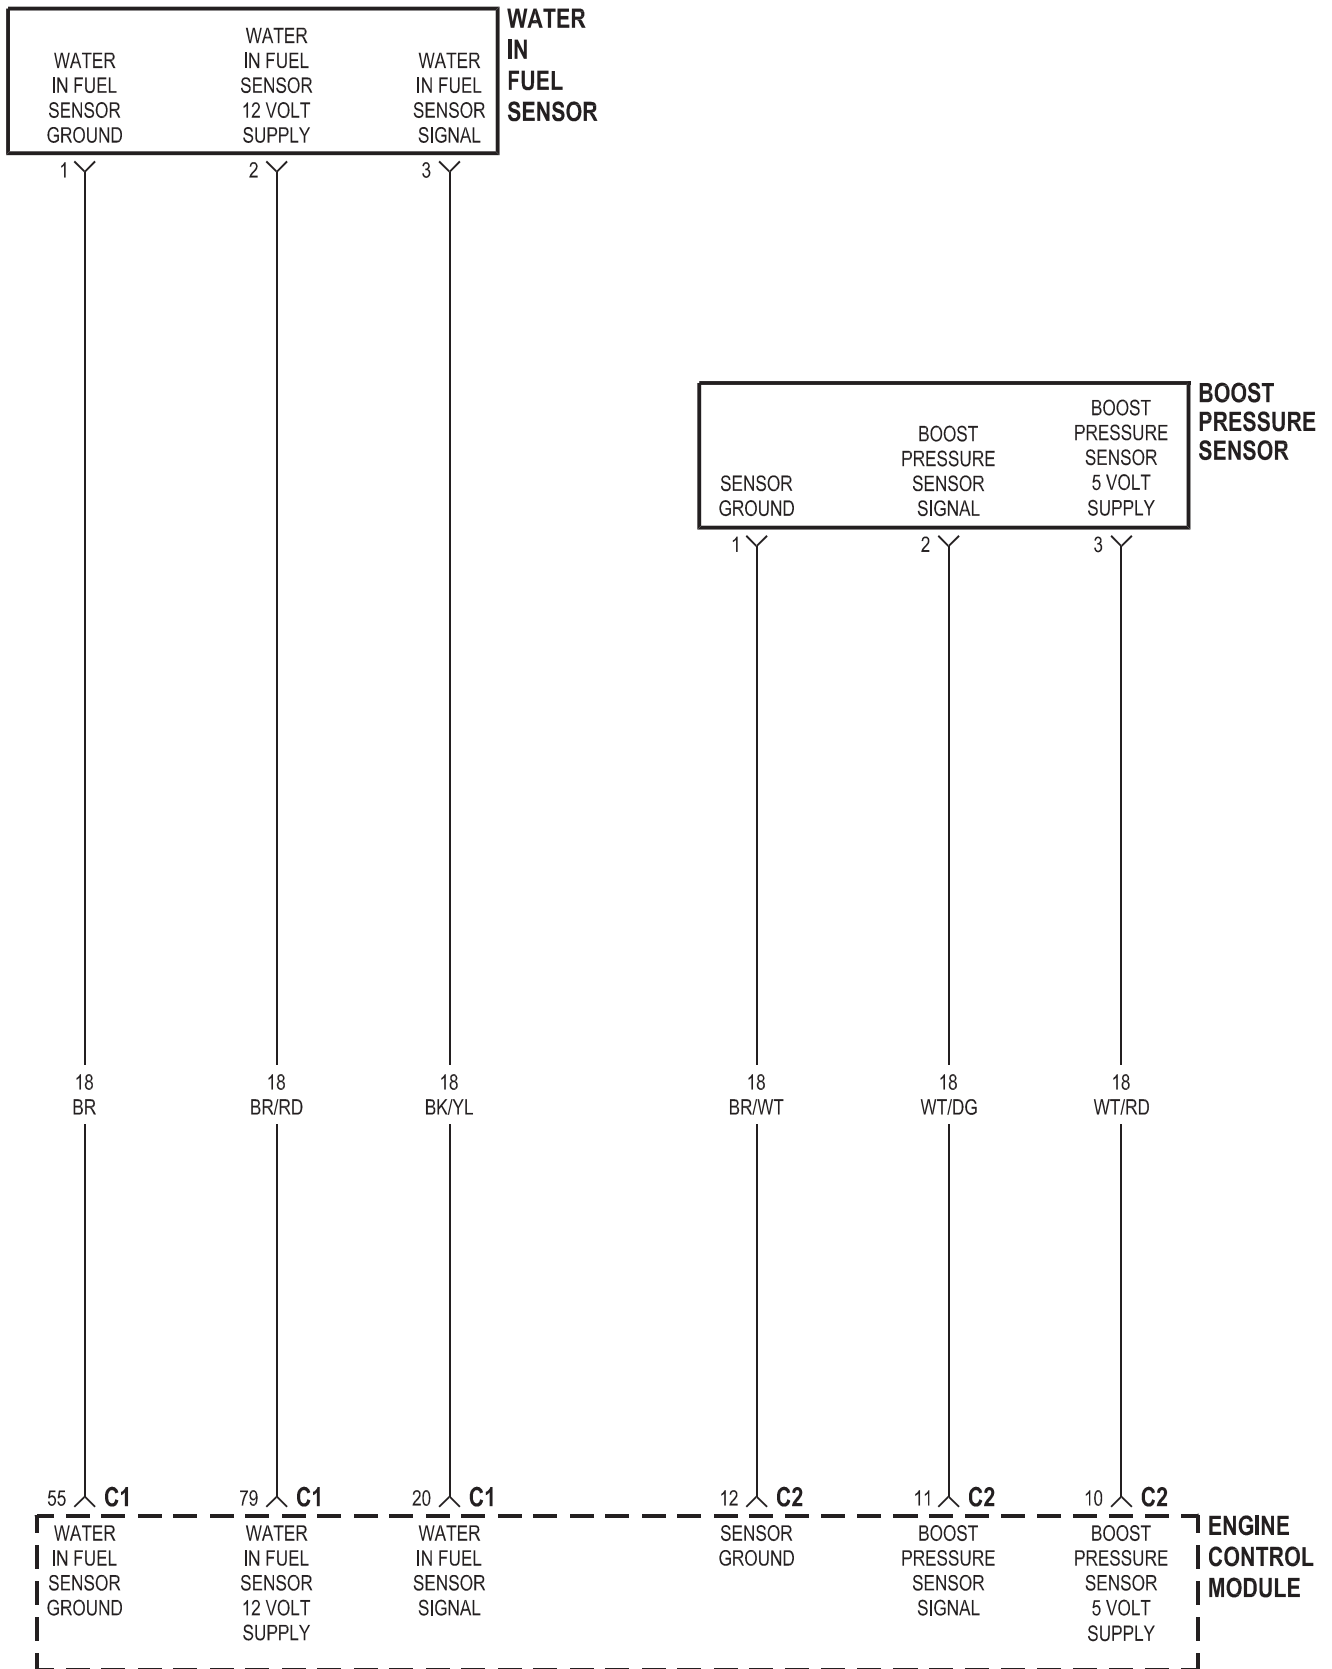 WATER
IN FUEL
SENSOR
GROUND
WATER
IN FUEL
SENSOR
12 VOLT
SUPPLY
WATER
IN FUEL
SENSOR
SIGNAL
WATER
IN
FUEL
SENSOR
1
2
3
SENSOR
GROUND
BOOST
PRESSURE
SENSOR
SIGNAL
BOOST
PRESSURE
SENSOR
5 VOLT
SUPPLY
BOOST
PRESSURE
SENSOR
1
2
3
18
BR
18
BR/RD
18
BK/YL
18
BR/WT
18
WT/DG
18
WT/RD
55 C1
79 C1
20 C1
12 C2
11 C2
10 C2
WATER
IN FUEL
SENSOR
GROUND
WATER
IN FUEL
SENSOR
12 VOLT
SUPPLY
WATER
IN FUEL
SENSOR
SIGNAL
SENSOR
GROUND
BOOST
PRESSURE
SENSOR
SIGNAL
BOOST
PRESSURE
SENSOR
5 VOLT
SUPPLY
ENGINE
CONTROL
MODULE